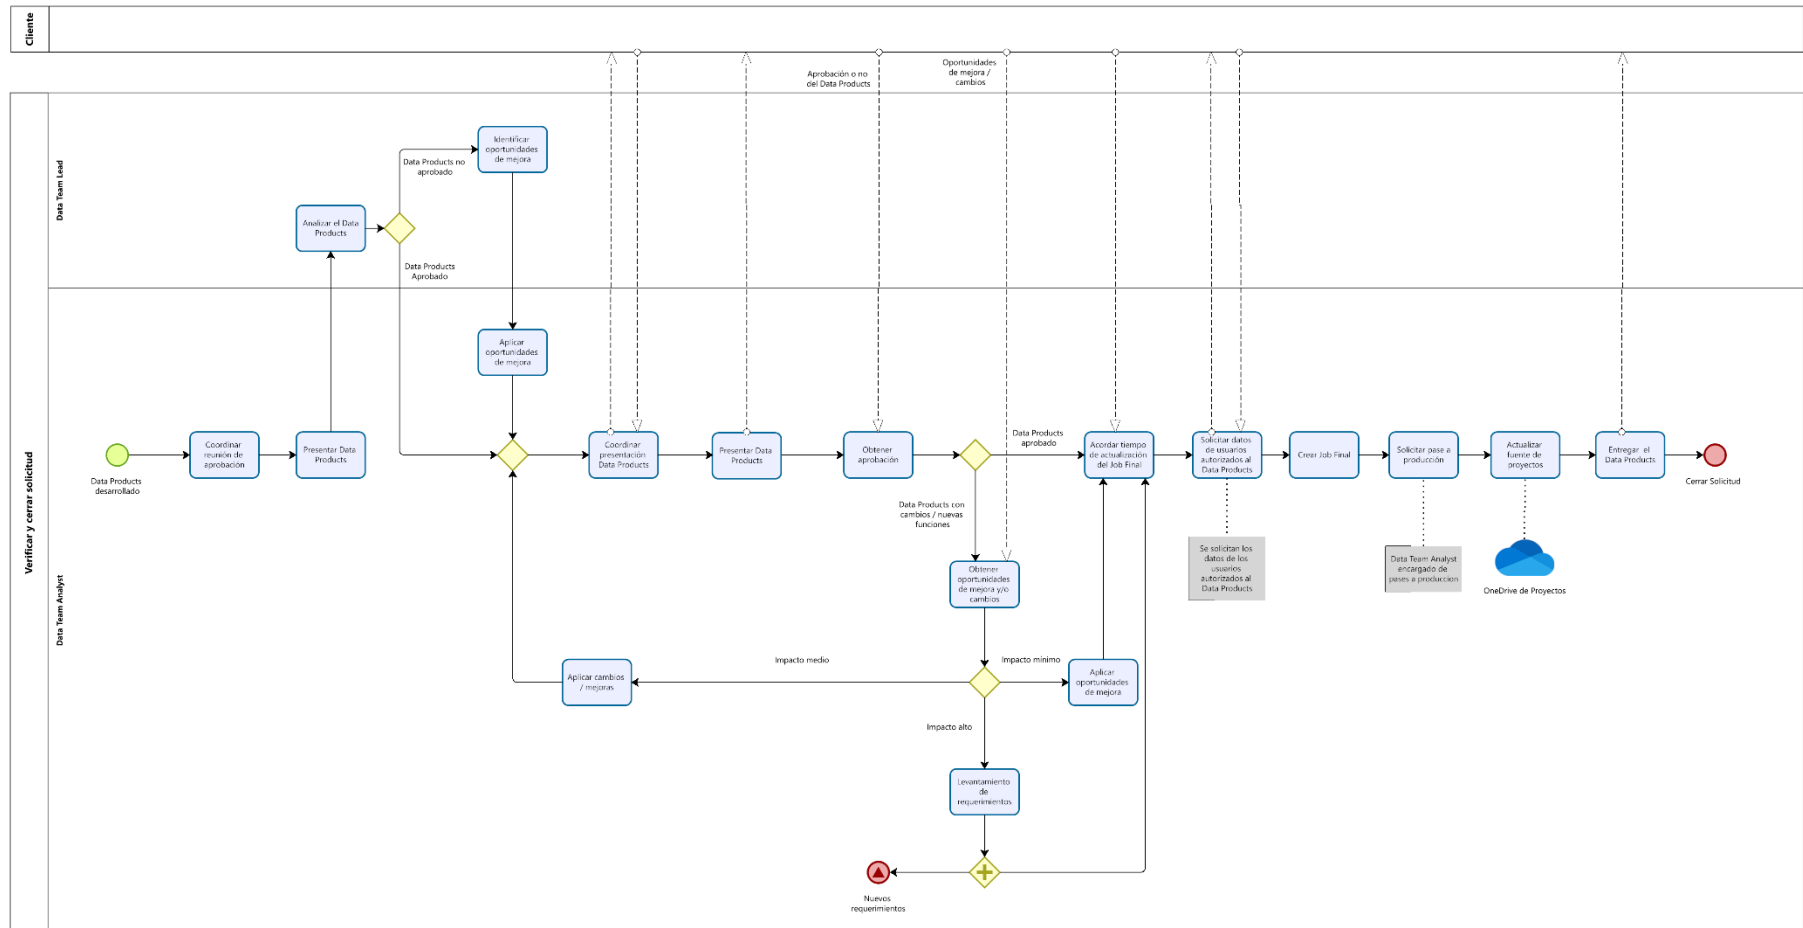 Cliente
Aprobación o no
del Data Products
Oportunidades
de mejora /
cambios
Verificar y cerrar solicitud
Data Team Lead
Identificar
oportunidades
de mejora
Data Products no
aprobado
Analizar el Data
Products
Data Products
Aprobado
Data Team Analyst
Aplicar
oportunidades
de mejora
Data Products
desarrollado
Coordinar
reunión de
aprobación
Presentar Data
Products
Coordinar
presentación
Data Products
Presentar Data
Products
Obtener
aprobación
Data Products
aprobado
Acordar tiempo
de actualización
del Job Final
Solicitar datos
de usuarios
autorizados al
Data Products
Crear Job Final
Solicitar pase a
producción
Actualizar
fuente de
proyectos
Entregar el
Data Products
Cerrar Solicitud
Data Products con
cambios / nuevas
funciones
Se solicitan los
datos de los
usuarios
autorizados al
Data Products
Data Team Analyst
encargado de
pases a produccion
OneDrive de Proyectos
Obtener
oportunidades
de mejora y/o
cambios
Impacto medio
Impacto mínimo
Aplicar cambios
/ mejoras
Aplicar
oportunidades
de mejora
Impacto alto
Levantamiento
de
requerimientos
Nuevos
requerimientos